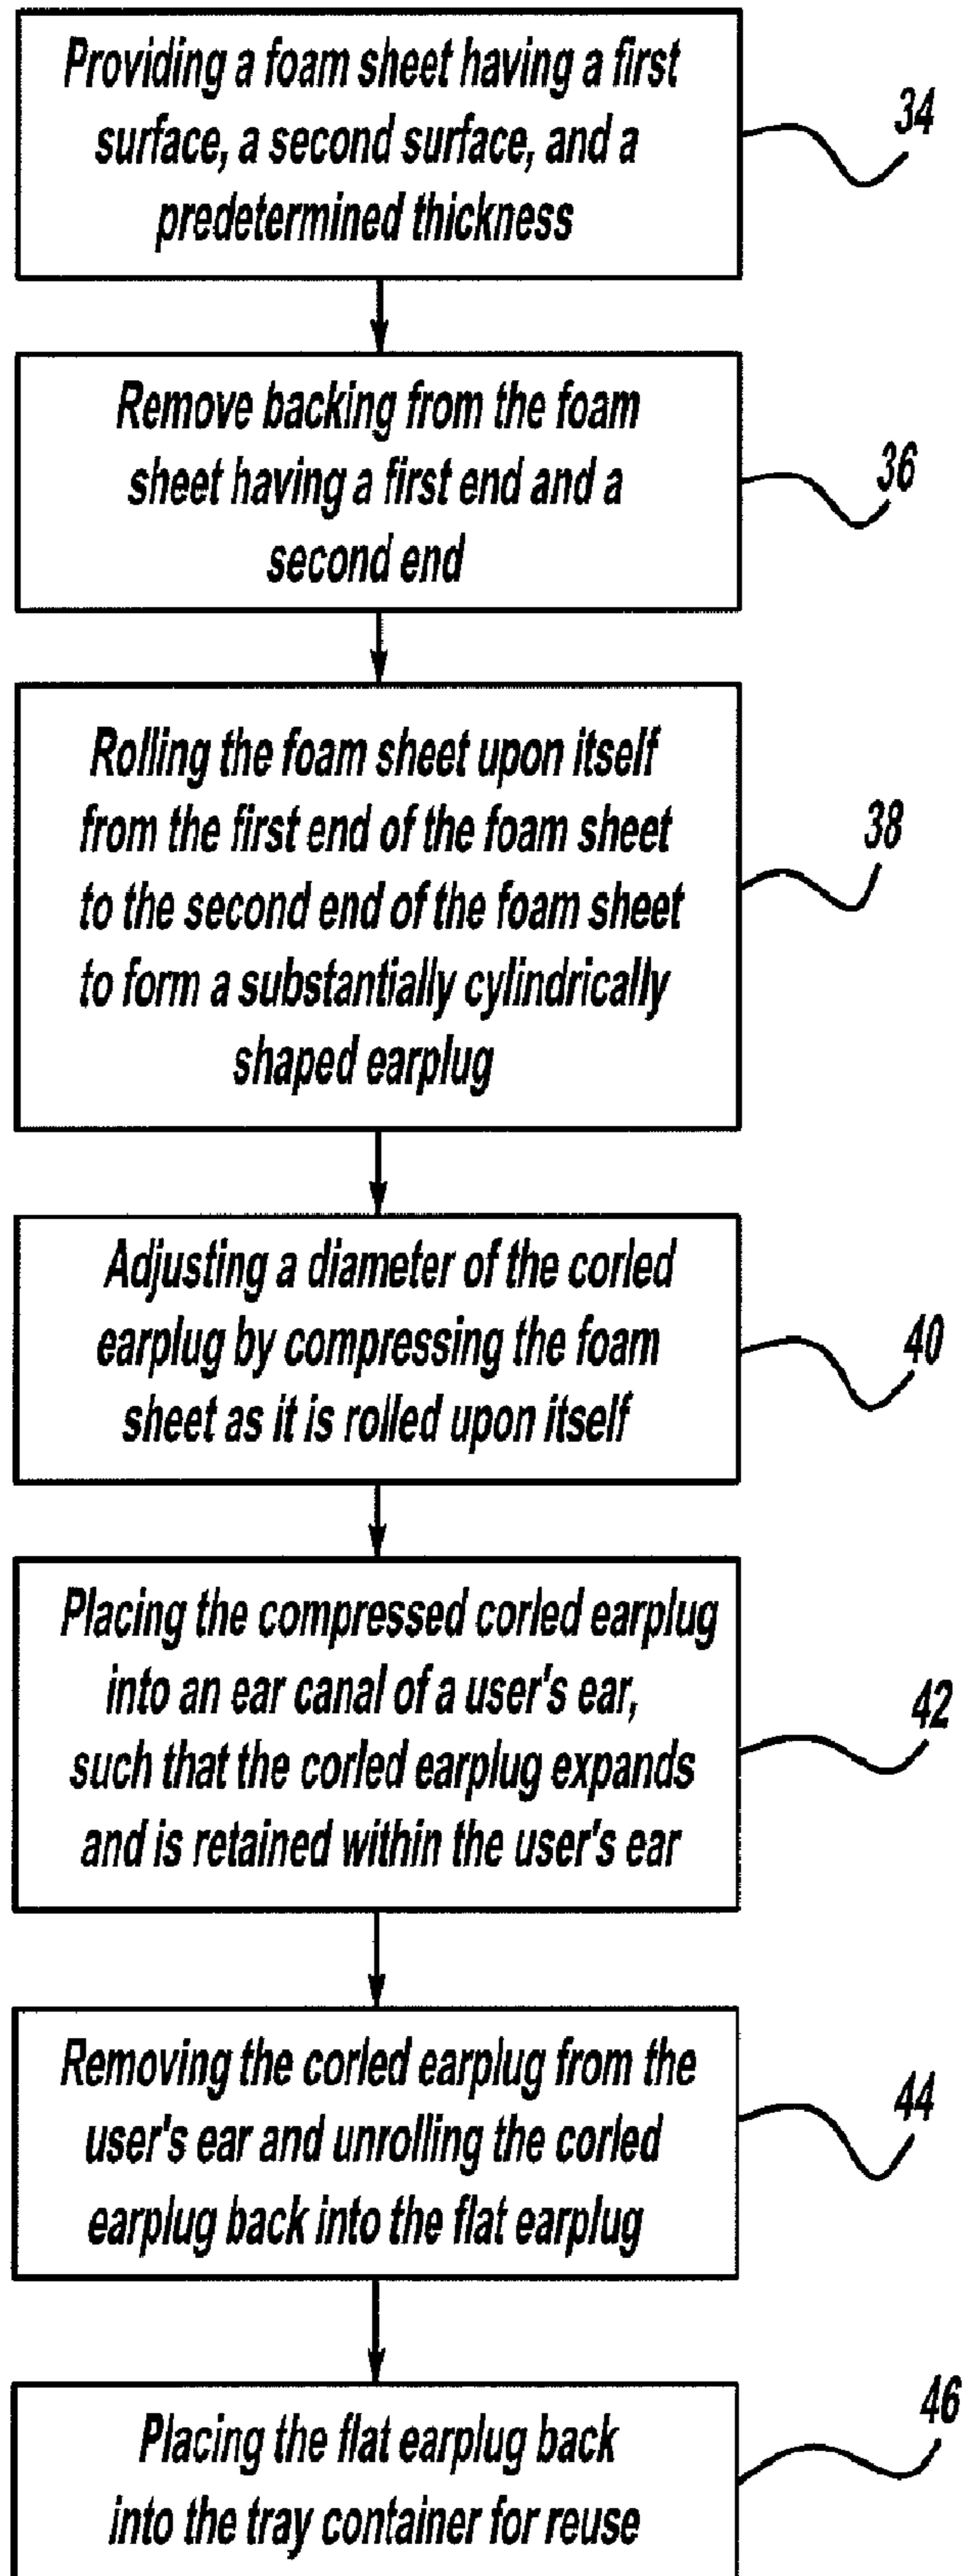 Providing a foam sheet having a first
surface, a second surface, and a
predetermined thickness
34
Remove backing from the foam
sheet having a first end and a
second end
36
Rolling the foam sheet upon itself
from the first end of the foam sheet
to the second end of the foam sheet
to form a substantially cylindrically
shaped earplug
38
Adjusting a diameter of the corled
earplug by compressing the foam
sheet as it is rolled upon itself
40
Placing the compressed corled earplug
into an ear canal of a user's ear,
such that the corled earplug expands
and is retained within the user's ear
42
Removing the corled earplug from the
user's ear and unrolling the corled
earplug back into the flat earplug
44
Placing the flat earplug back
into the tray container for reuse
46